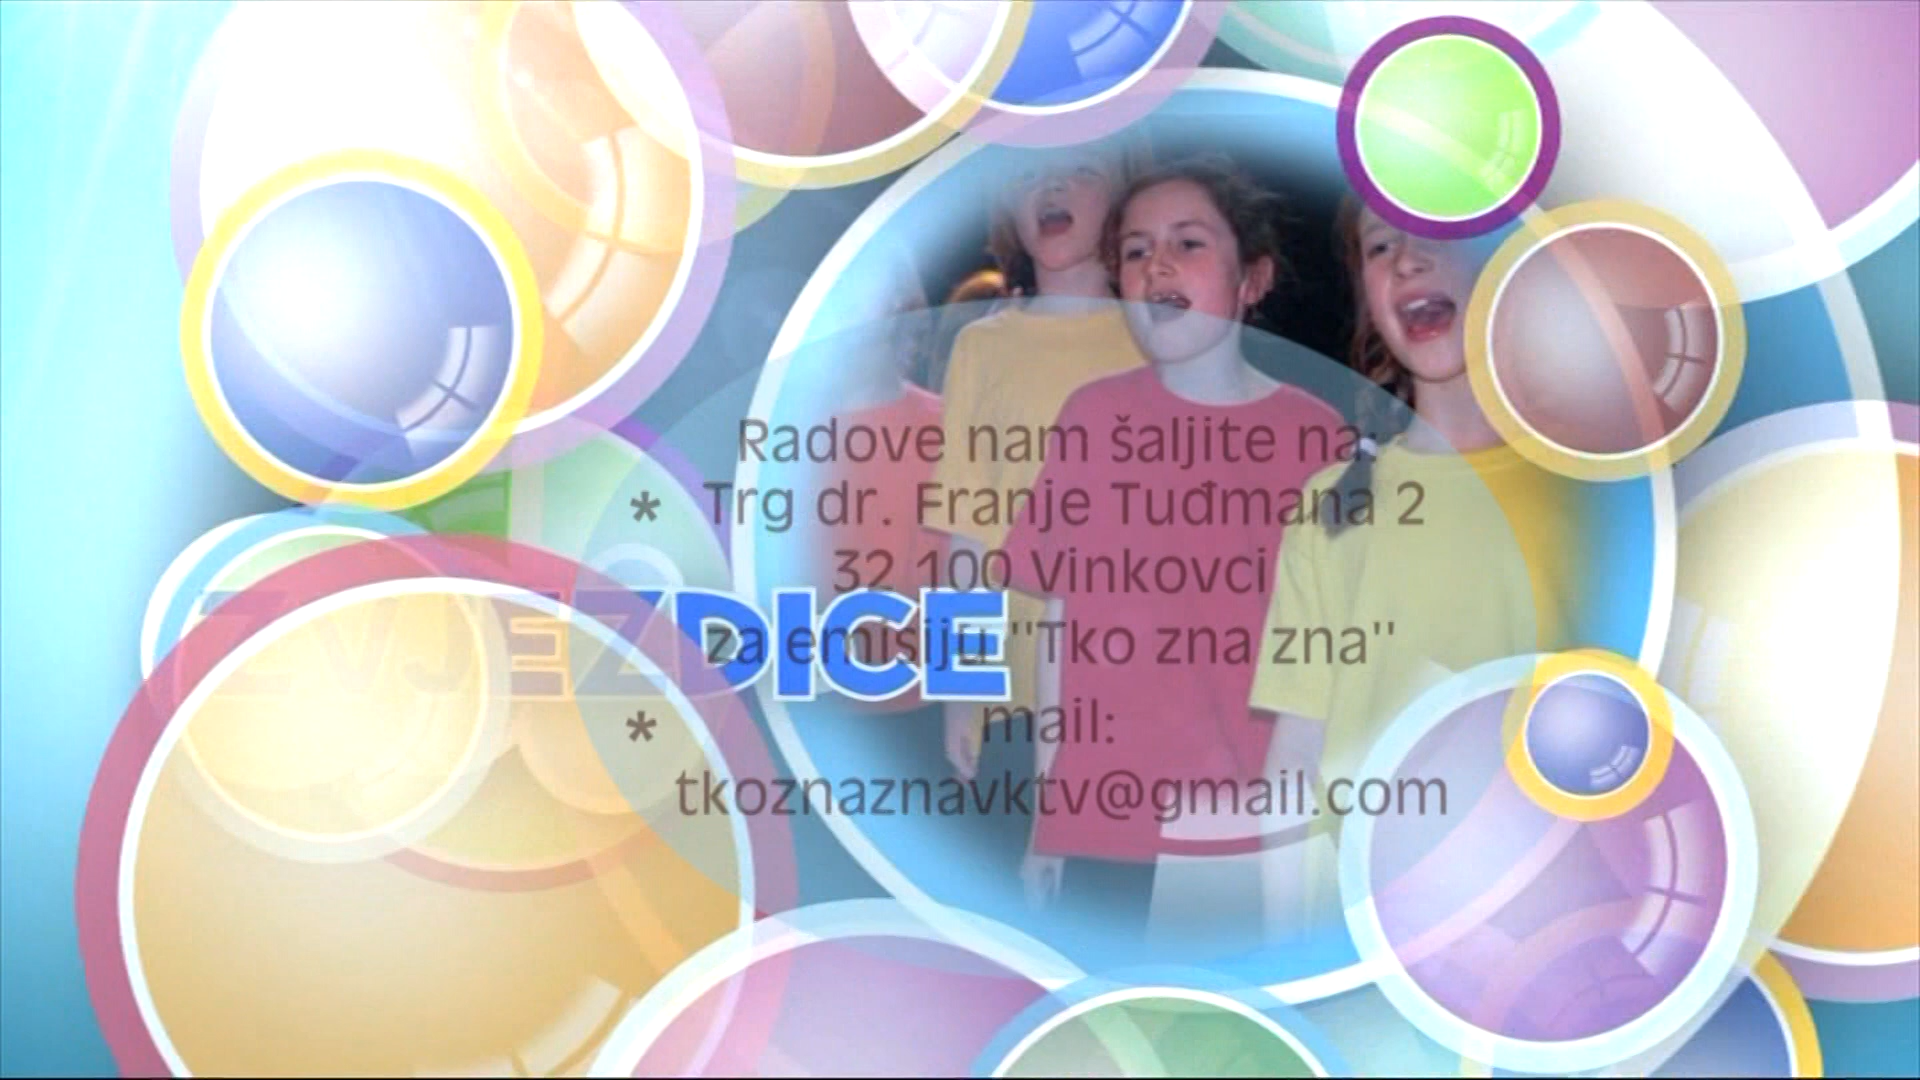 Radove nam šaljite na:
* Trg dr. Franje Tuđmana 2
32 100 Vinkovci
ZVJEZDICE
za emisiju "Tko zna zna"
* mail:
tkoznaznavktv@gmail.com